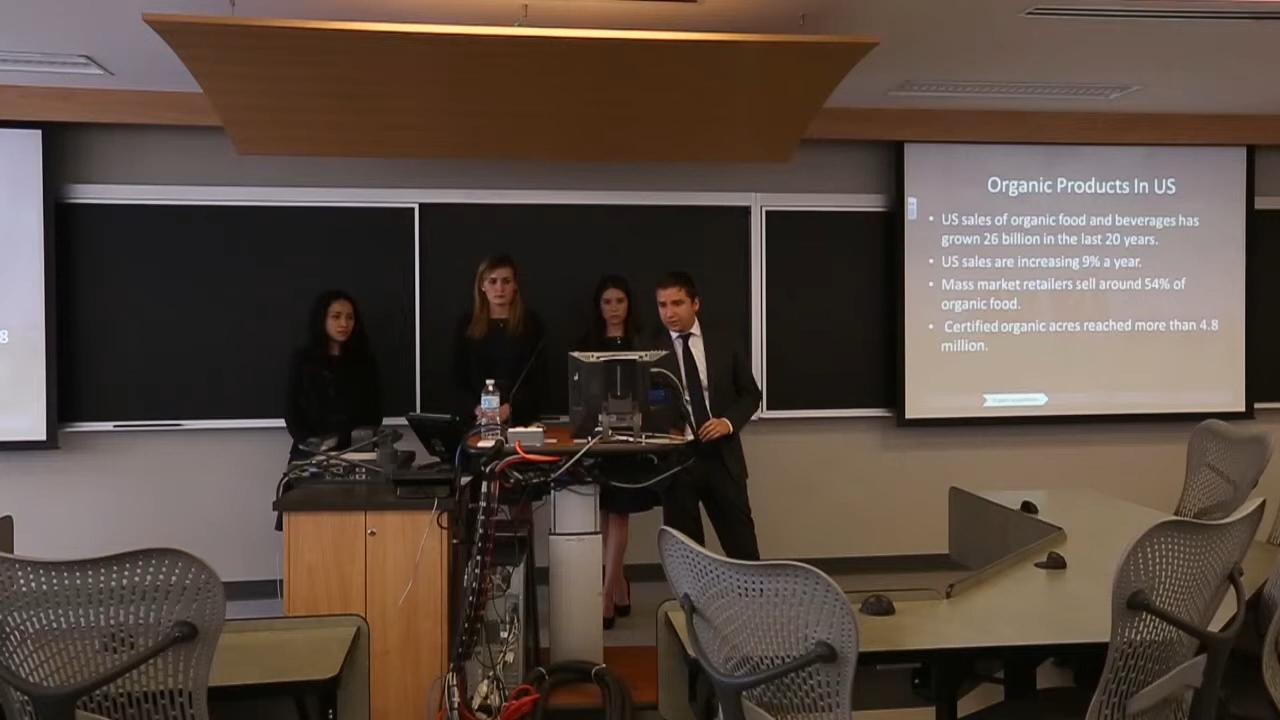 8
Organic Products In US
• US sales of organic food and beverages has
grown 26 billion in the last 20 years.
• US sales are increasing 9% a year.
• Mass market retailers sell around 54% of
organic food.
• Certified organic acres reached more than 4.8
million.